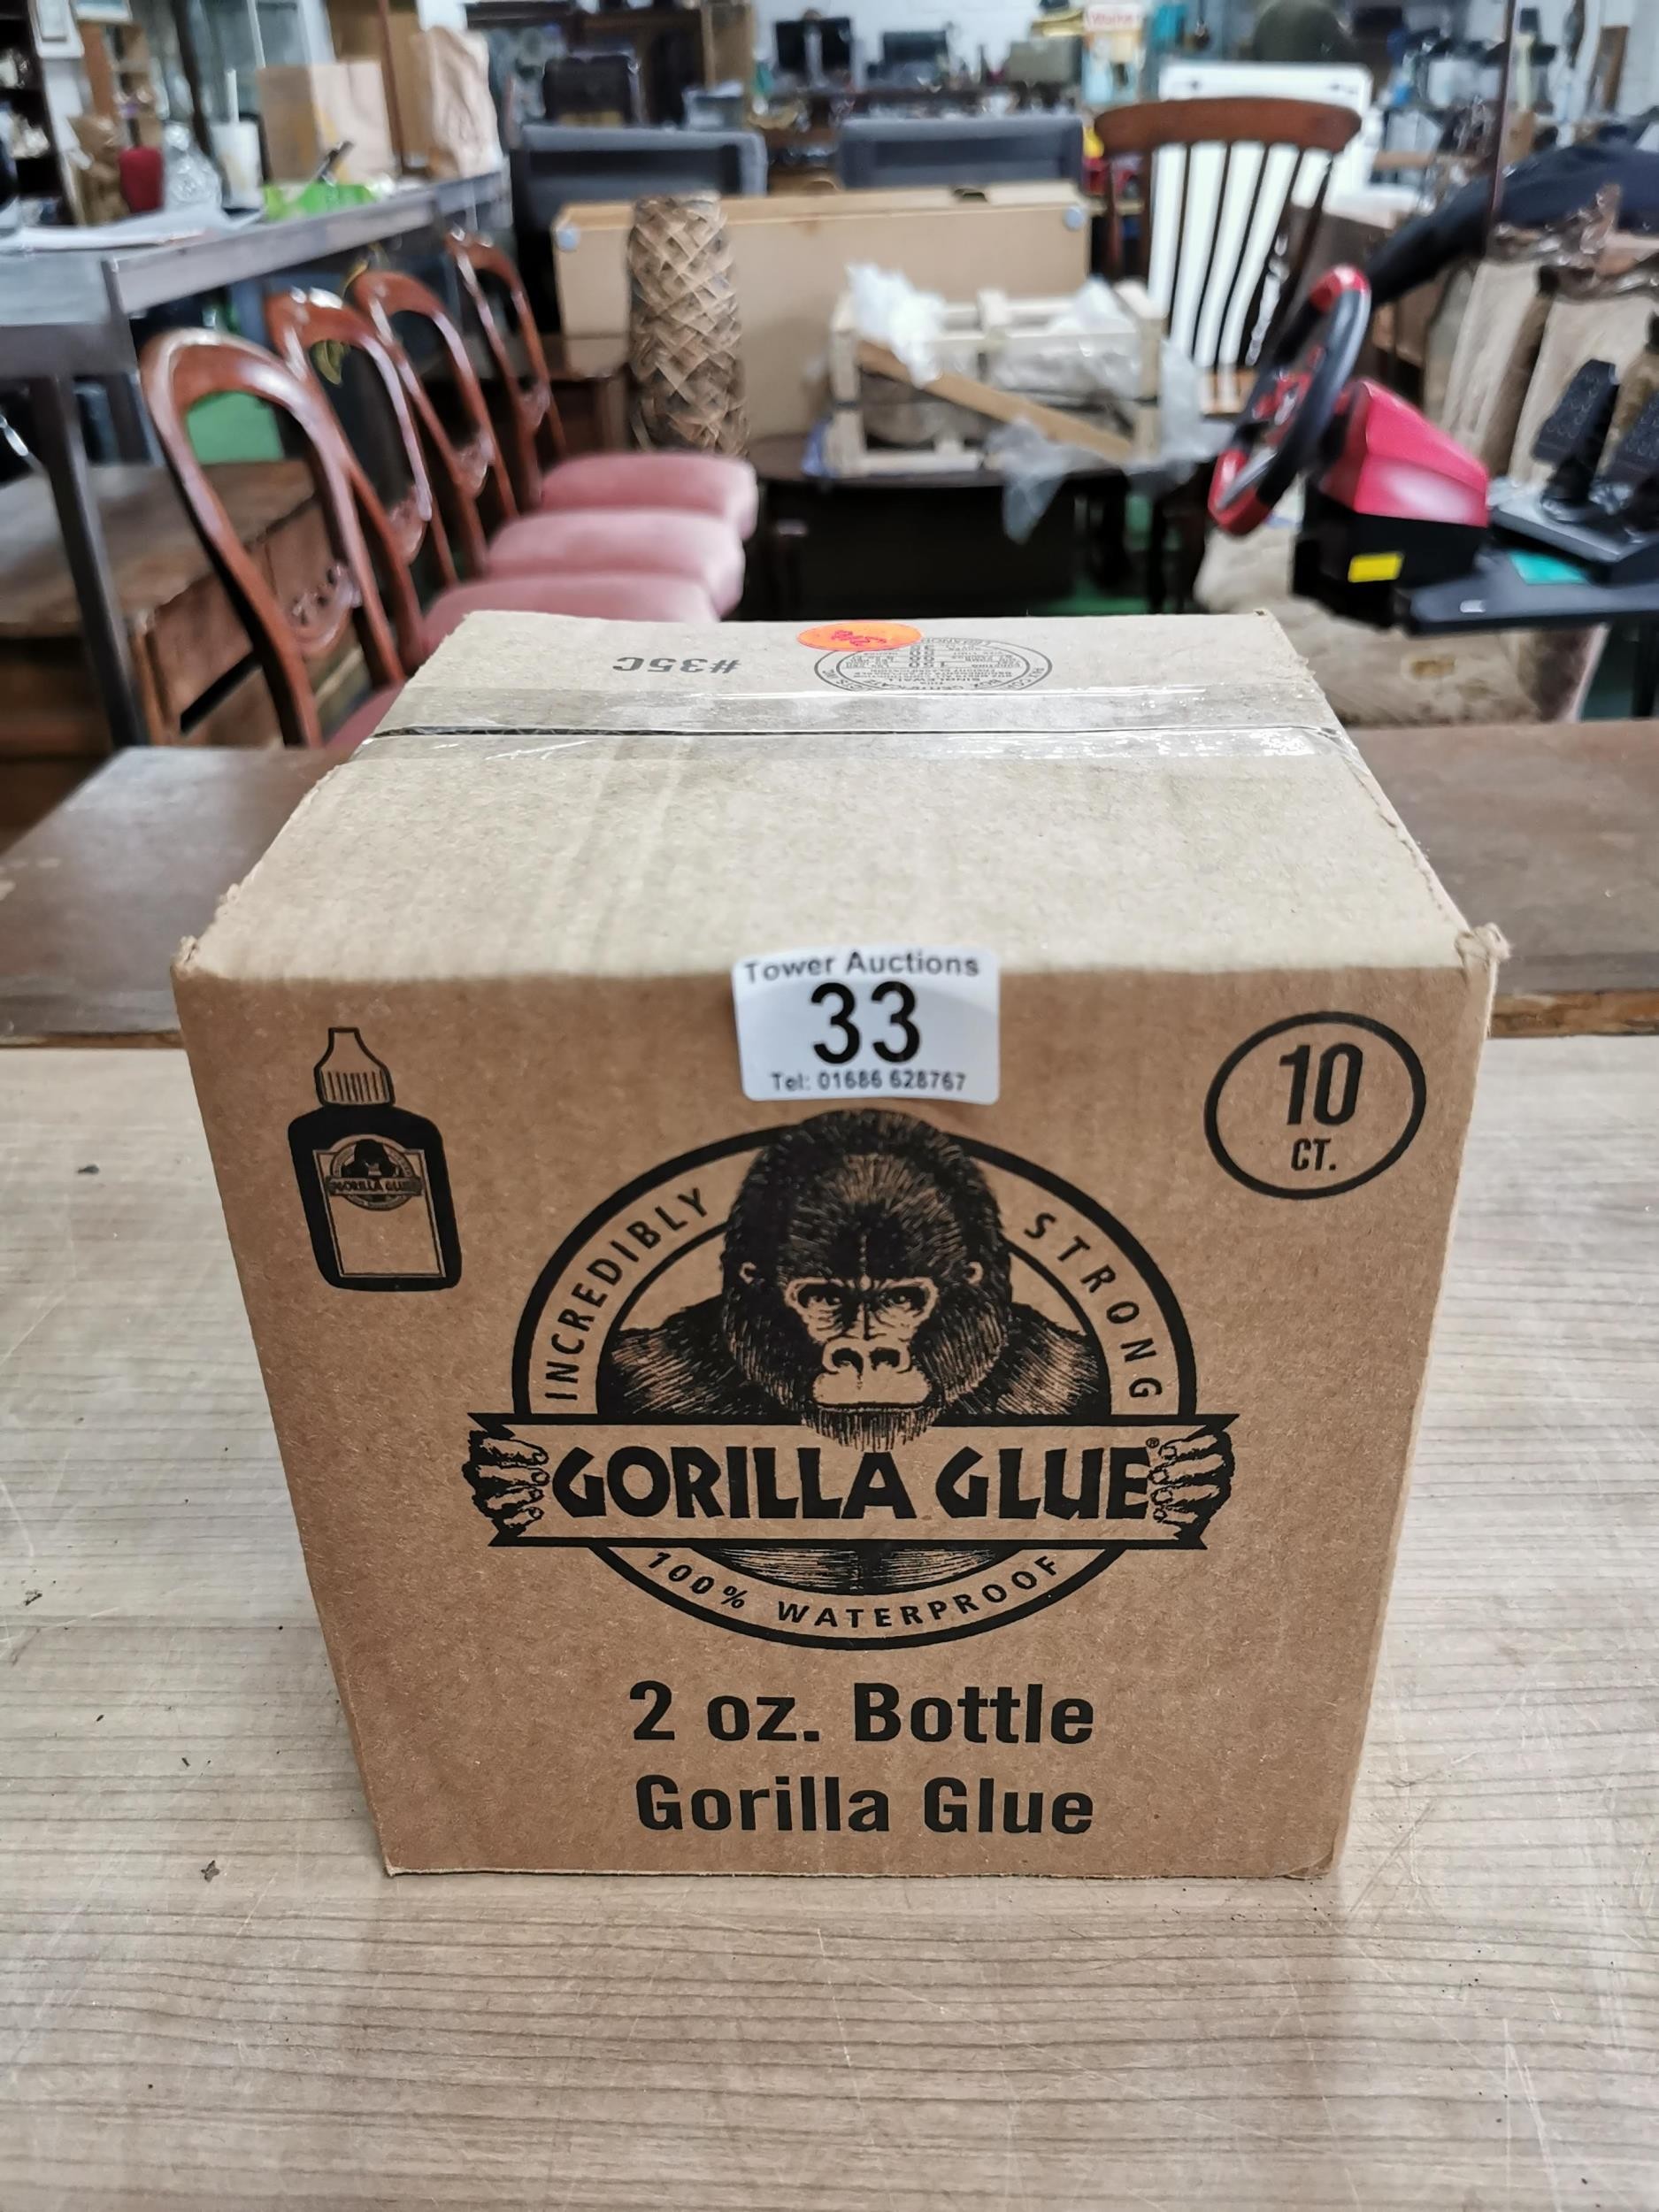 #35C
Tower Auctions
33
Tel: 01686 628767
10
CT.
GORILLA GLUE
INCREDIBLY STRONG
GORILLA GLUE®
100% WATERPROOF
2 oz. Bottle
Gorilla Glue